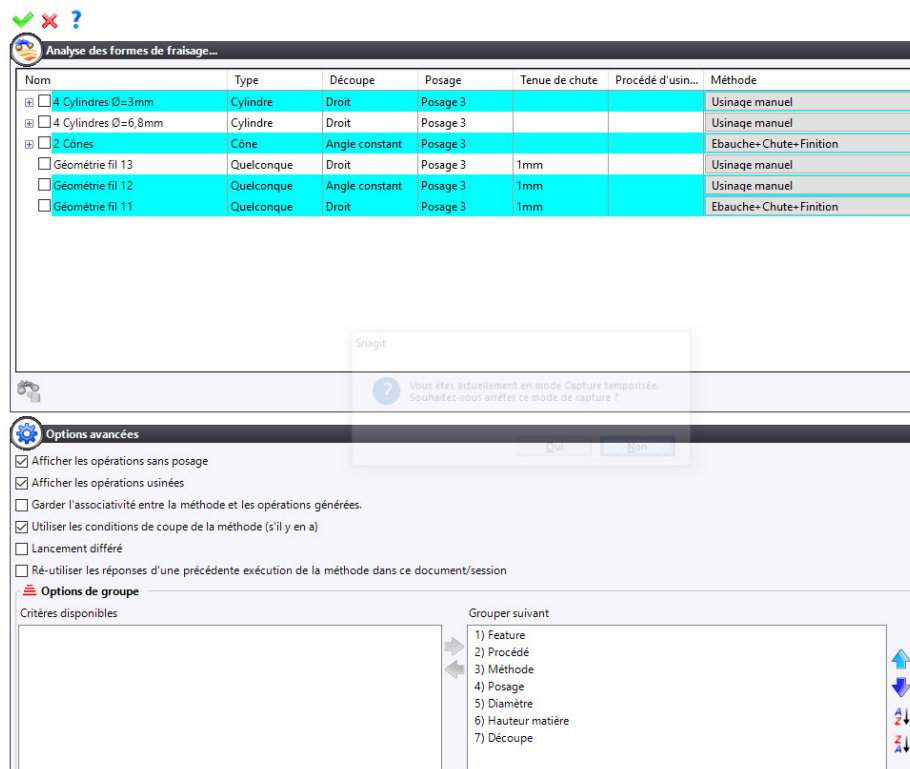 ?
Analyse des formes de fraisage...
Nom Type Découpe Posage Tenue de chute Procédé d'usin... Méthode
4 Cylindres Ø=3mm Cylindre Droit Posage 3 Usinage manuel
4 Cylindres Ø=6,8mm Cylindre Droit Posage 3 Usinage manuel
2 Cônes Cône Angle constant Posage 3 Ebauche+Chute+Finition
Géométrie fil 13 Quelconque Droit Posage 3 1mm Usinage manuel
Géométrie fil 12 Quelconque Angle constant Posage 3 1mm Usinage manuel
Géométrie fil 11 Quelconque Droit Posage 3 1mm Ebauche+Chute+Finition
Snagit
?
Vous êtes actuellement en mode Capture temporisée.
Souhaitez-vous arrêter ce mode de capture ?
Oui Non
Options avancées
Afficher les opérations sans posage
Afficher les opérations usinées
Garder l'associativité entre la méthode et les opérations générées.
Utiliser les conditions de coupe de la méthode (s'il y en a)
Lancement différé
Ré-utiliser les réponses d'une précédente exécution de la méthode dans ce document/session
Options de groupe
Critères disponibles
Grouper suivant
1) Feature
2) Procédé
3) Méthode
4) Posage
5) Diamètre
6) Hauteur matière
7) Découpe
A
Z
Z
A